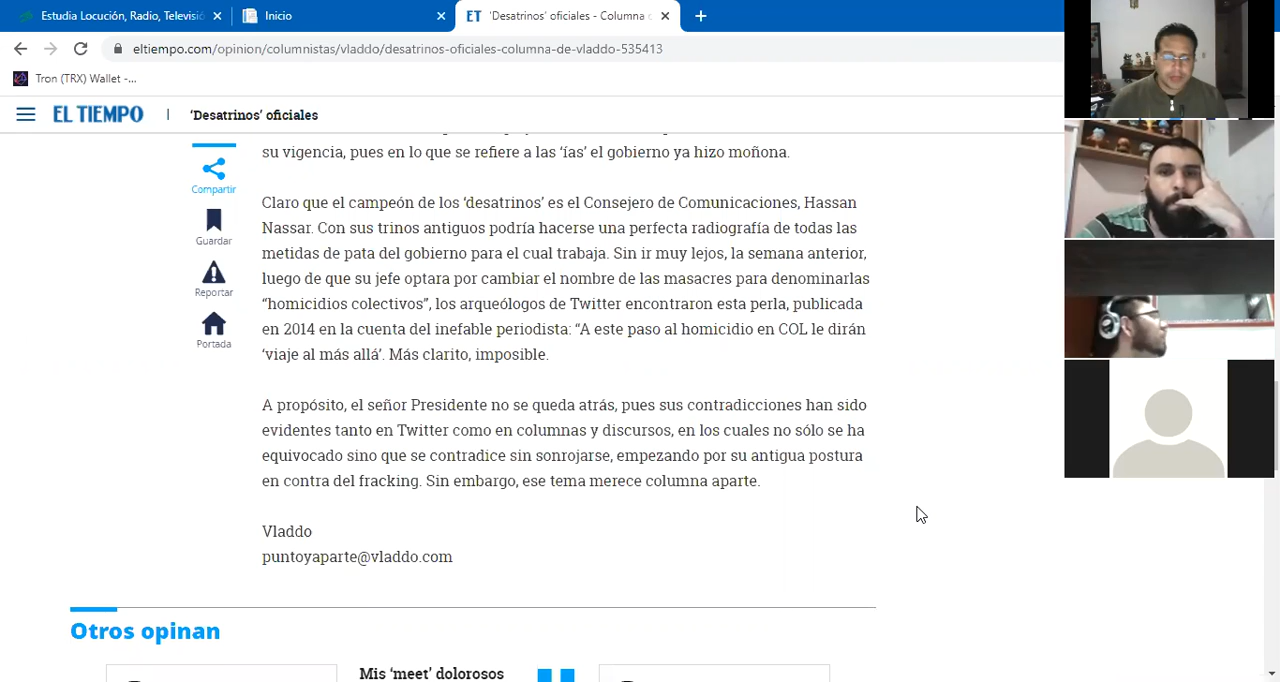 Estudia Locución, Radio, Televisió
Inicio
ET 'Desatrinos' oficiales - Columna
eltiempo.com/opinion/columnistas/vladdo/desatrinos-oficiales-columna-de-vladdo-535413
Tron (TRX) Wallet -...
EL TIEMPO | ‘Desatrinos’ oficiales
su vigencia, pues en lo que se refiere a las ‘ías’ el gobierno ya hizo moñona.
Compartir
Guardar
Reportar
Portada
Claro que el campeón de los ‘desatrinos’ es el Consejero de Comunicaciones, Hassan
Nassar. Con sus trinos antiguos podría hacerse una perfecta radiografía de todas las
metidas de pata del gobierno para el cual trabaja. Sin ir muy lejos, la semana anterior,
luego de que su jefe optara por cambiar el nombre de las masacres para denominarlas
“homicidios colectivos”, los arqueólogos de Twitter encontraron esta perla, publicada
en 2014 en la cuenta del inefable periodista: “A este paso al homicidio en COL le dirán
‘viaje al más allá’. Más clarito, imposible.
A propósito, el señor Presidente no se queda atrás, pues sus contradicciones han sido
evidentes tanto en Twitter como en columnas y discursos, en los cuales no sólo se ha
equivocado sino que se contradice sin sonrojarse, empezando por su antigua postura
en contra del fracking. Sin embargo, ese tema merece columna aparte.
Vladdo
puntoyaparte@vladdo.com
Otros opinan
Mis ‘meet’ dolorosos